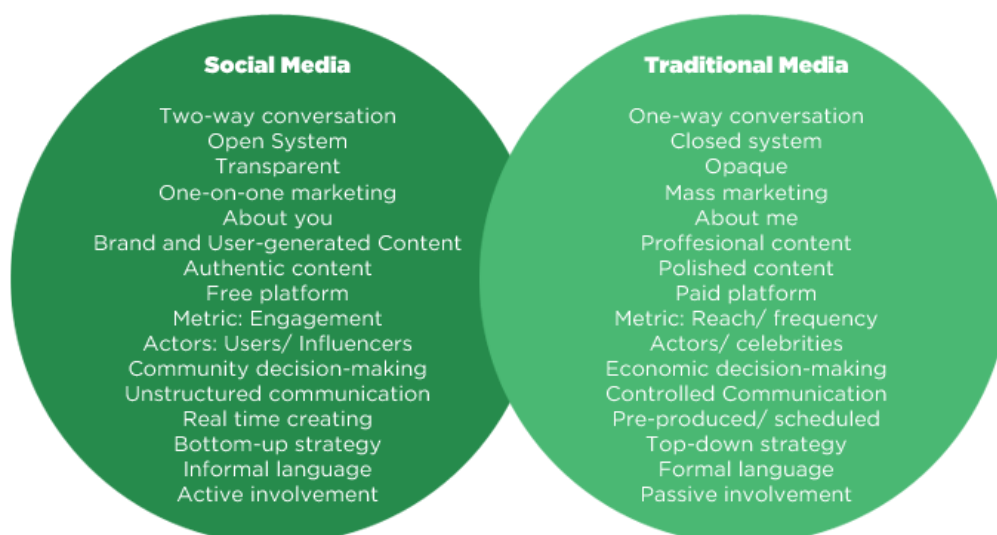 Social Media
Two-way conversation
Open System
Transparent
One-on-one marketing
About you
Brand and User-generated Content
Authentic content
Free platform
Metric: Engagement
Actors: Users/ Influencers
Community decision-making
Unstructured communication
Real time creating
Bottom-up strategy
Informal language
Active involvement
Traditional Media
One-way conversation
Closed system
Opaque
Mass marketing
About me
Proffesional content
Polished content
Paid platform
Metric: Reach/ frequency
Actors/ celebrities
Economic decision-making
Controlled Communication
Pre-produced/ scheduled
Top-down strategy
Formal language
Passive involvement